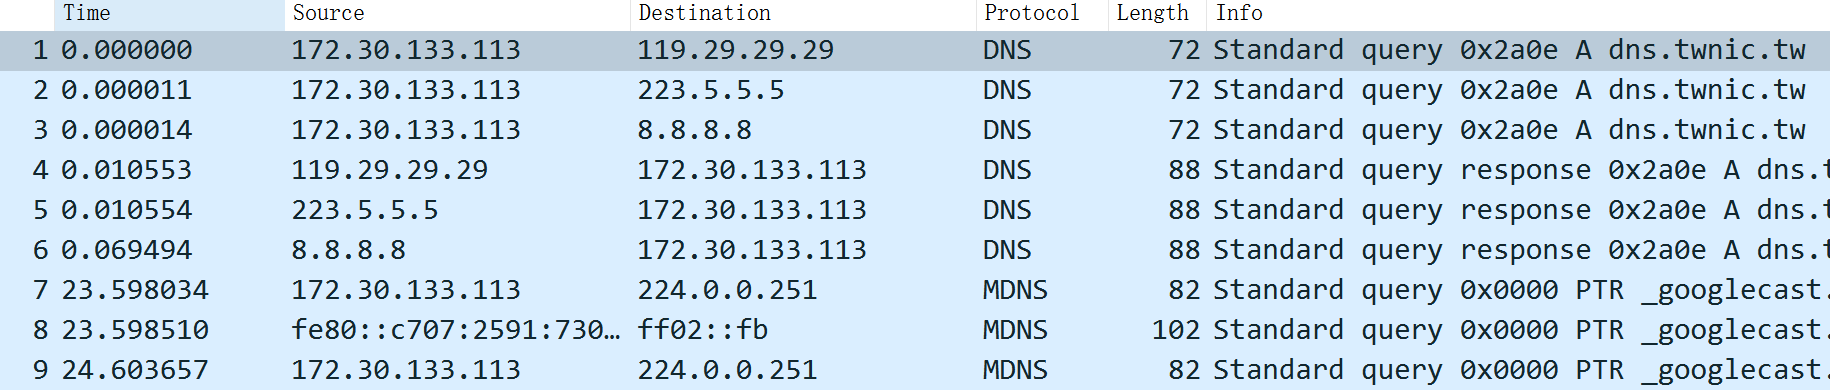 Time Source Destination Protocol Length Info
1 0.000000 172.30.133.113 119.29.29.29 DNS 72 Standard query 0x2a0e A dns.twnic.tw
2 0.000011 172.30.133.113 223.5.5.5 DNS 72 Standard query 0x2a0e A dns.twnic.tw
3 0.000014 172.30.133.113 8.8.8.8 DNS 72 Standard query 0x2a0e A dns.twnic.tw
4 0.010553 119.29.29.29 172.30.133.113 DNS 88 Standard query response 0x2a0e A dns.t
5 0.010554 223.5.5.5 172.30.133.113 DNS 88 Standard query response 0x2a0e A dns.t
6 0.069494 8.8.8.8 172.30.133.113 DNS 88 Standard query response 0x2a0e A dns.t
7 23.598034 172.30.133.113 224.0.0.251 MDNS 82 Standard query 0x0000 PTR _googlecast.
8 23.598510 fe80::c707:2591:730… ff02::fb MDNS 102 Standard query 0x0000 PTR _googlecast.
9 24.603657 172.30.133.113 224.0.0.251 MDNS 82 Standard query 0x0000 PTR _googlecast.